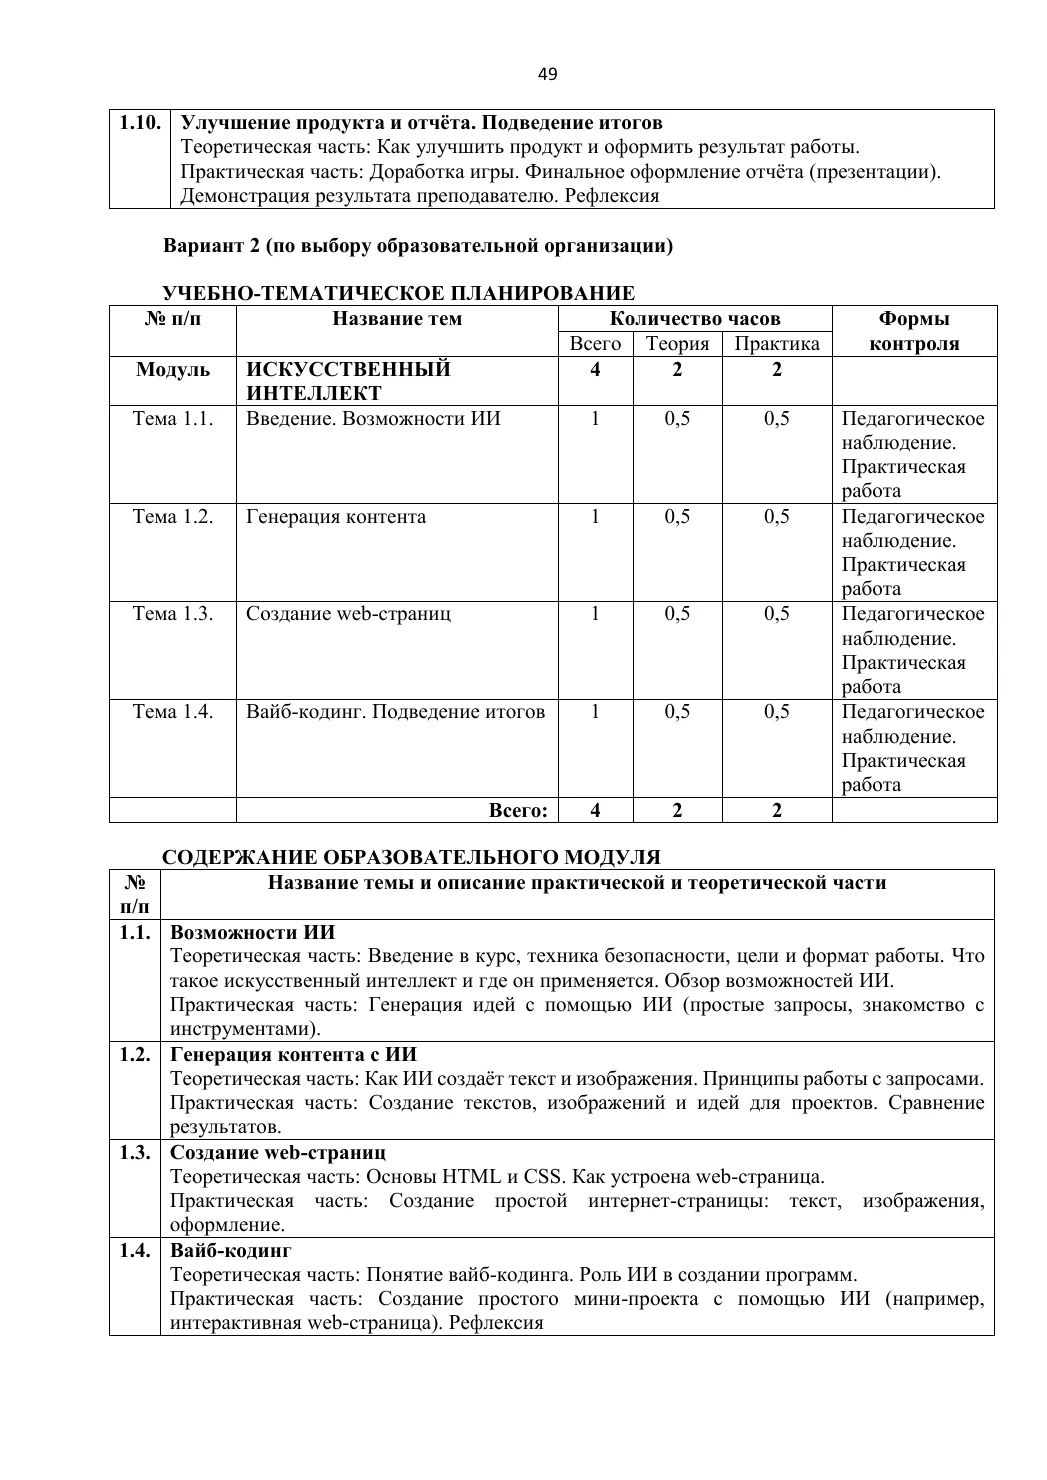 49
1.10. Улучшение продукта и отчёта. Подведение итогов
Теоретическая часть: Как улучшить продукт и оформить результат работы.
Практическая часть: Доработка игры. Финальное оформление отчёта (презентации).
Демонстрация результата преподавателю. Рефлексия
Вариант 2 (по выбору образовательной организации)
УЧЕБНО-ТЕМАТИЧЕСКОЕ ПЛАНИРОВАНИЕ
№ п/п Название тем Количество часов Формы
Всего Теория Практика контроля
Модуль ИСКУССТВЕННЫЙ 4 2 2
ИНТЕЛЛЕКТ
Тема 1.1. Введение. Возможности ИИ 1 0,5 0,5 Педагогическое
наблюдение.
Практическая
работа
Тема 1.2. Генерация контента 1 0,5 0,5 Педагогическое
наблюдение.
Практическая
работа
Тема 1.3. Создание web-страниц 1 0,5 0,5 Педагогическое
наблюдение.
Практическая
работа
Тема 1.4. Вайб-кодинг. Подведение итогов 1 0,5 0,5 Педагогическое
наблюдение.
Практическая
работа
Всего: 4 2 2
СОДЕРЖАНИЕ ОБРАЗОВАТЕЛЬНОГО МОДУЛЯ
№ Название темы и описание практической и теоретической части
п/п
1.1. Возможности ИИ
Теоретическая часть: Введение в курс, техника безопасности, цели и формат работы. Что
такое искусственный интеллект и где он применяется. Обзор возможностей ИИ.
Практическая часть: Генерация идей с помощью ИИ (простые запросы, знакомство с
инструментами).
1.2. Генерация контента с ИИ
Теоретическая часть: Как ИИ создаёт текст и изображения. Принципы работы с запросами.
Практическая часть: Создание текстов, изображений и идей для проектов. Сравнение
результатов.
1.3. Создание web-страниц
Теоретическая часть: Основы HTML и CSS. Как устроена web-страница.
Практическая часть: Создание простой интернет-страницы: текст, изображения,
оформление.
1.4. Вайб-кодинг
Теоретическая часть: Понятие вайб-кодинга. Роль ИИ в создании программ.
Практическая часть: Создание простого мини-проекта с помощью ИИ (например,
интерактивная web-страница). Рефлексия